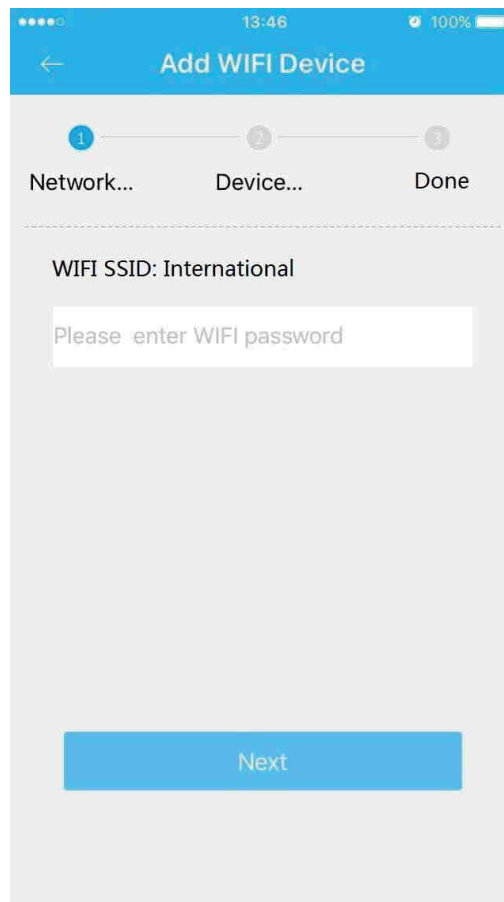 13:46
100%
←
Add WIFI Device
1
2
3
Network...
Device...
Done
WIFI SSID: International
Please enter WIFI password
Next